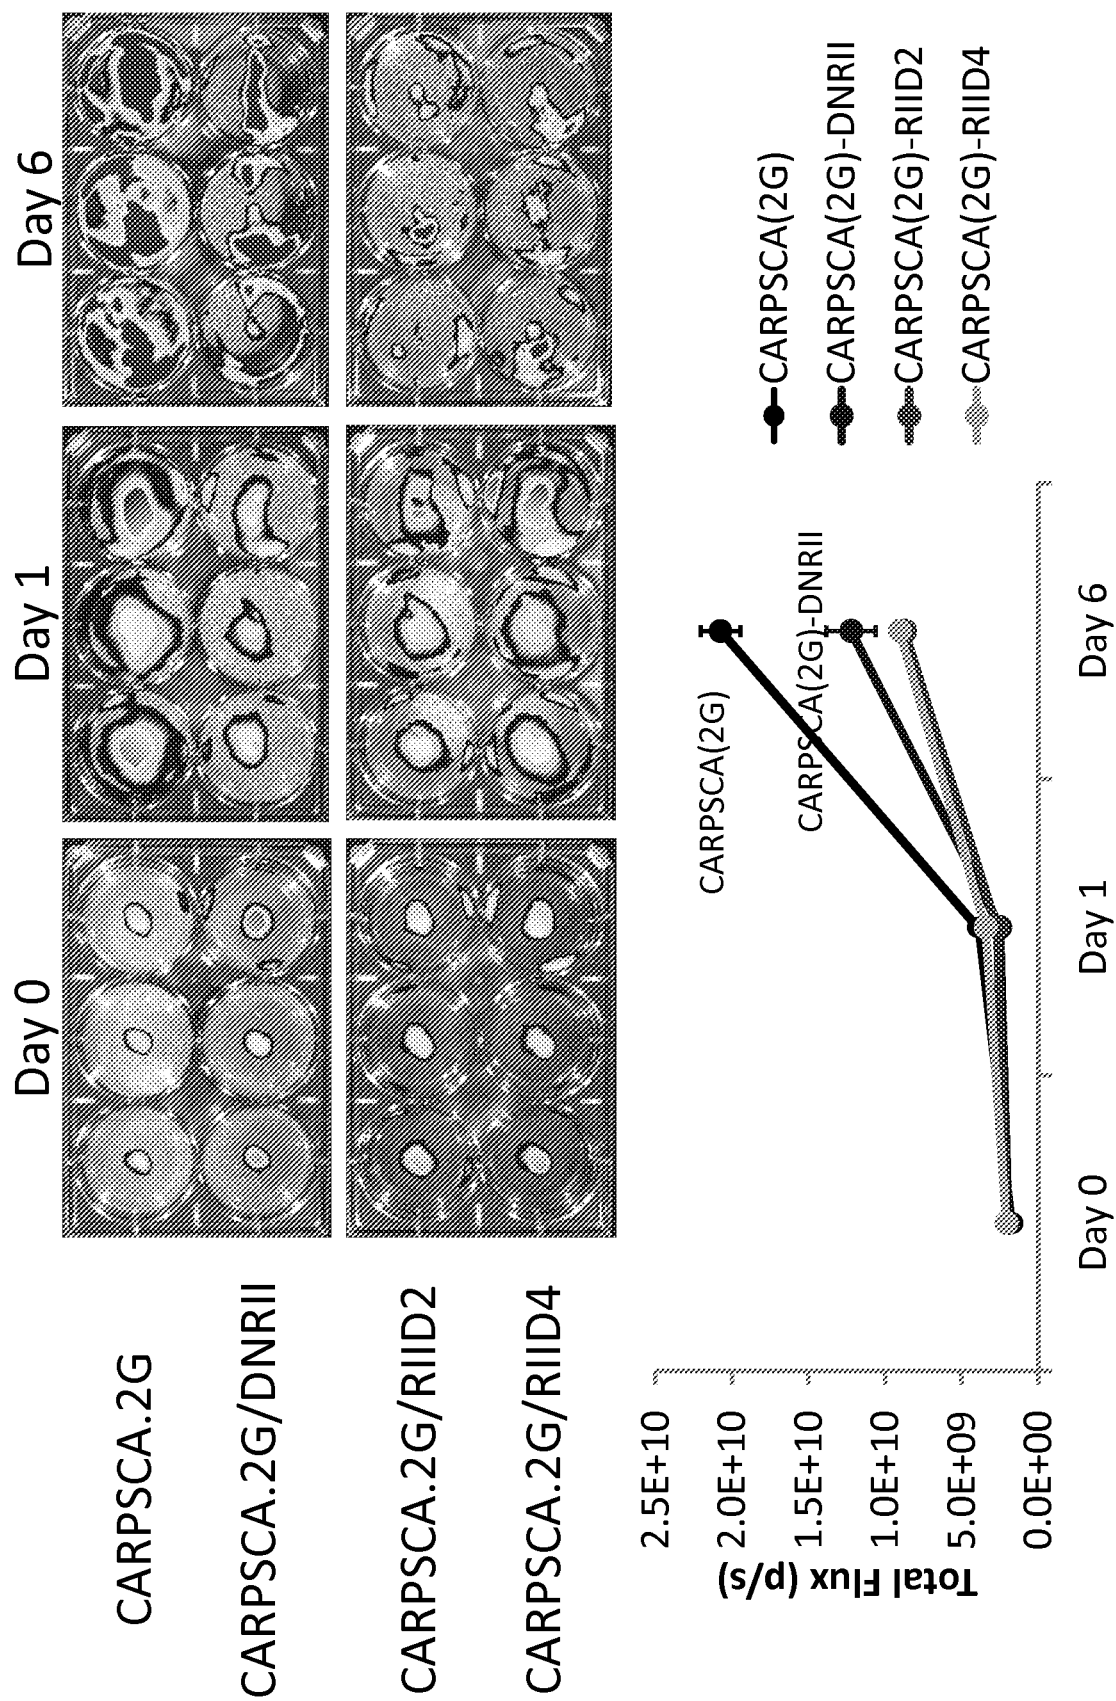 Day 0
Day 1
Day 6
CARPSCA.2G
CARPSCA.2G/DNRII
CARPSCA.2G/RIID2
CARPSCA.2G/RIID4
Total Flux (p/s)
2.5E+10
2.0E+10
1.5E+10
1.0E+10
5.0E+09
0.0E+00
CARPSCA(2G)
CARPSCA(2G)-DNRII
Day 0
Day 1
Day 6
CARPSCA(2G)
CARPSCA(2G)-DNRII
CARPSCA(2G)-RIID2
CARPSCA(2G)-RIID4